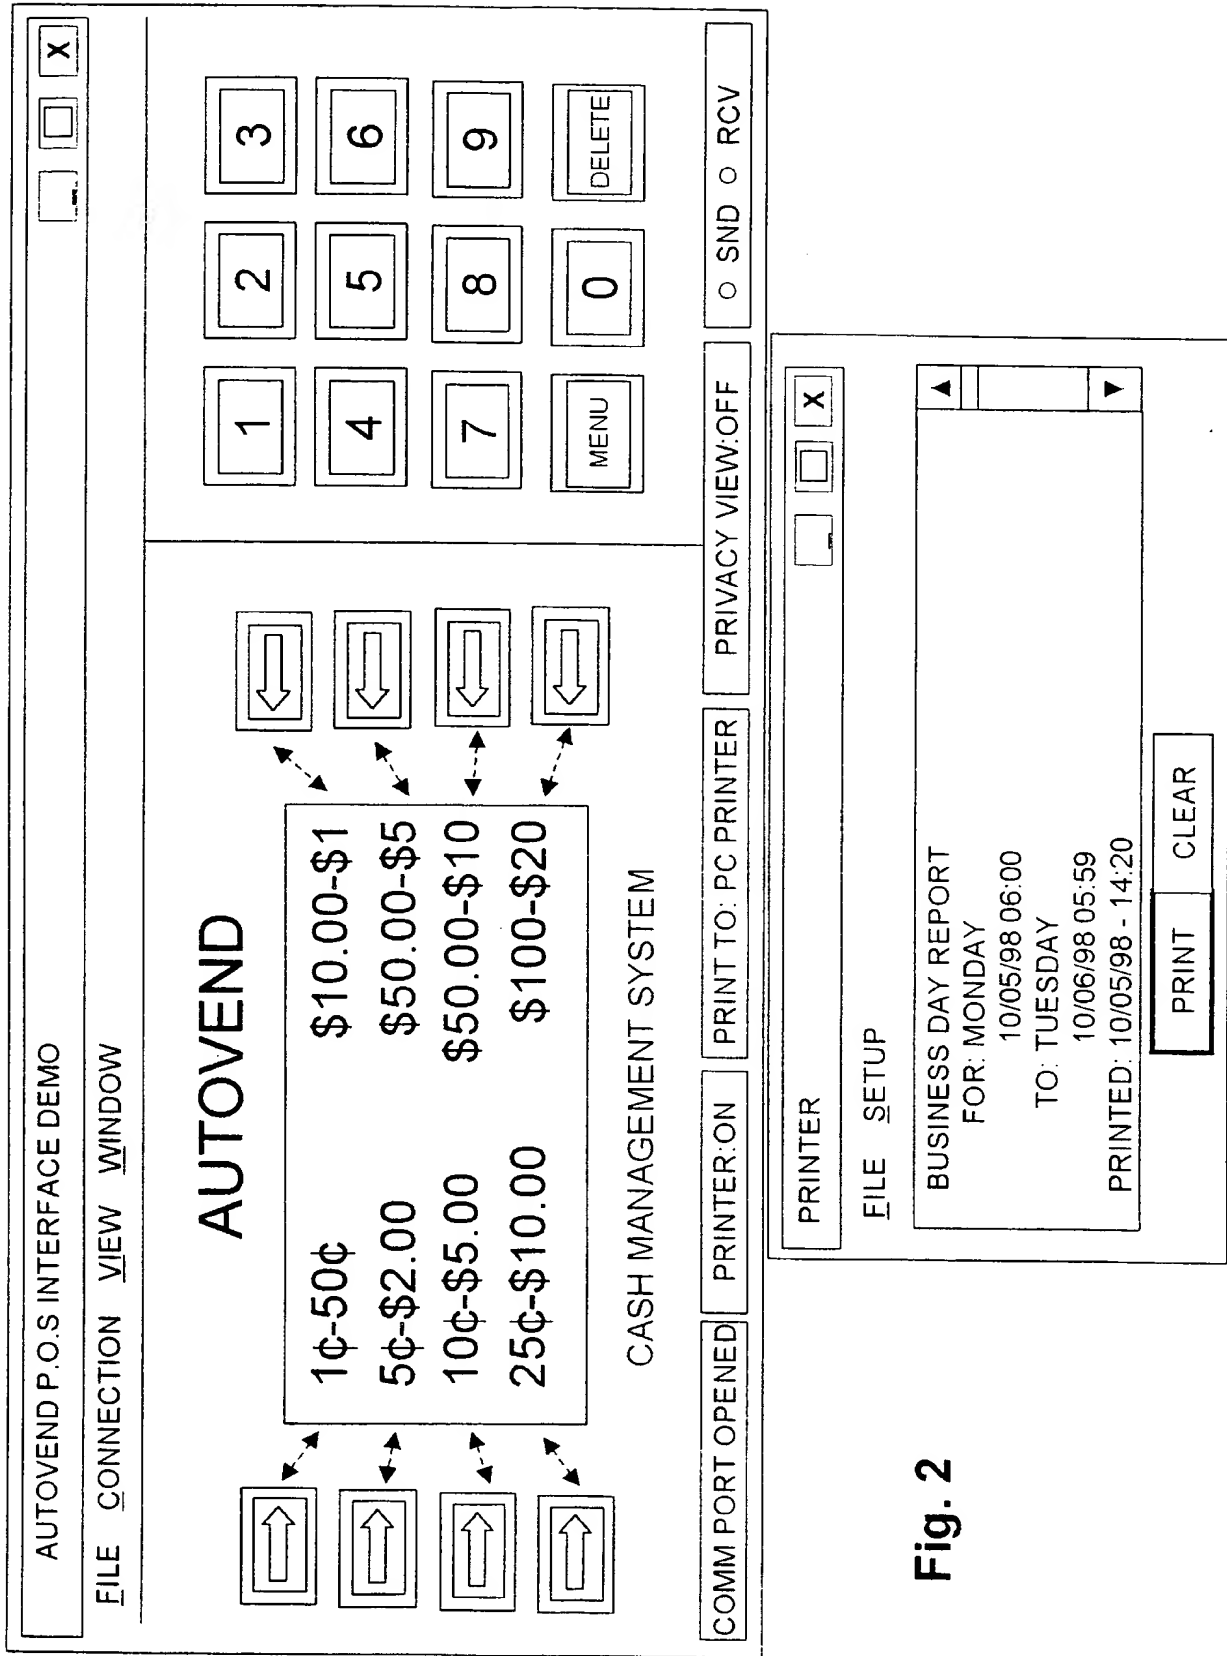 AUTOVEND P.O.S INTERFACE DEMO
X
FILE CONNECTION VIEW WINDOW
AUTOVEND
1¢-50¢ $10.00-$1
5¢-$2.00 $50.00-$5
10¢-$5.00 $50.00-$10
25¢-$10.00 $100-$20
CASH MANAGEMENT SYSTEM
1 2 3
4 5 6
7 8 9
MENU 0 DELETE
COMM PORT OPENED PRINTER:ON PRINT TO: PC PRINTER PRIVACY VIEW:OFF SND RCV
PRINTER
X
FILE SETUP
BUSINESS DAY REPORT
FOR: MONDAY
10/05/98 06:00
TO: TUESDAY
10/06/98 05:59
PRINTED: 10/05/98 - 14:20
PRINT CLEAR
Fig. 2